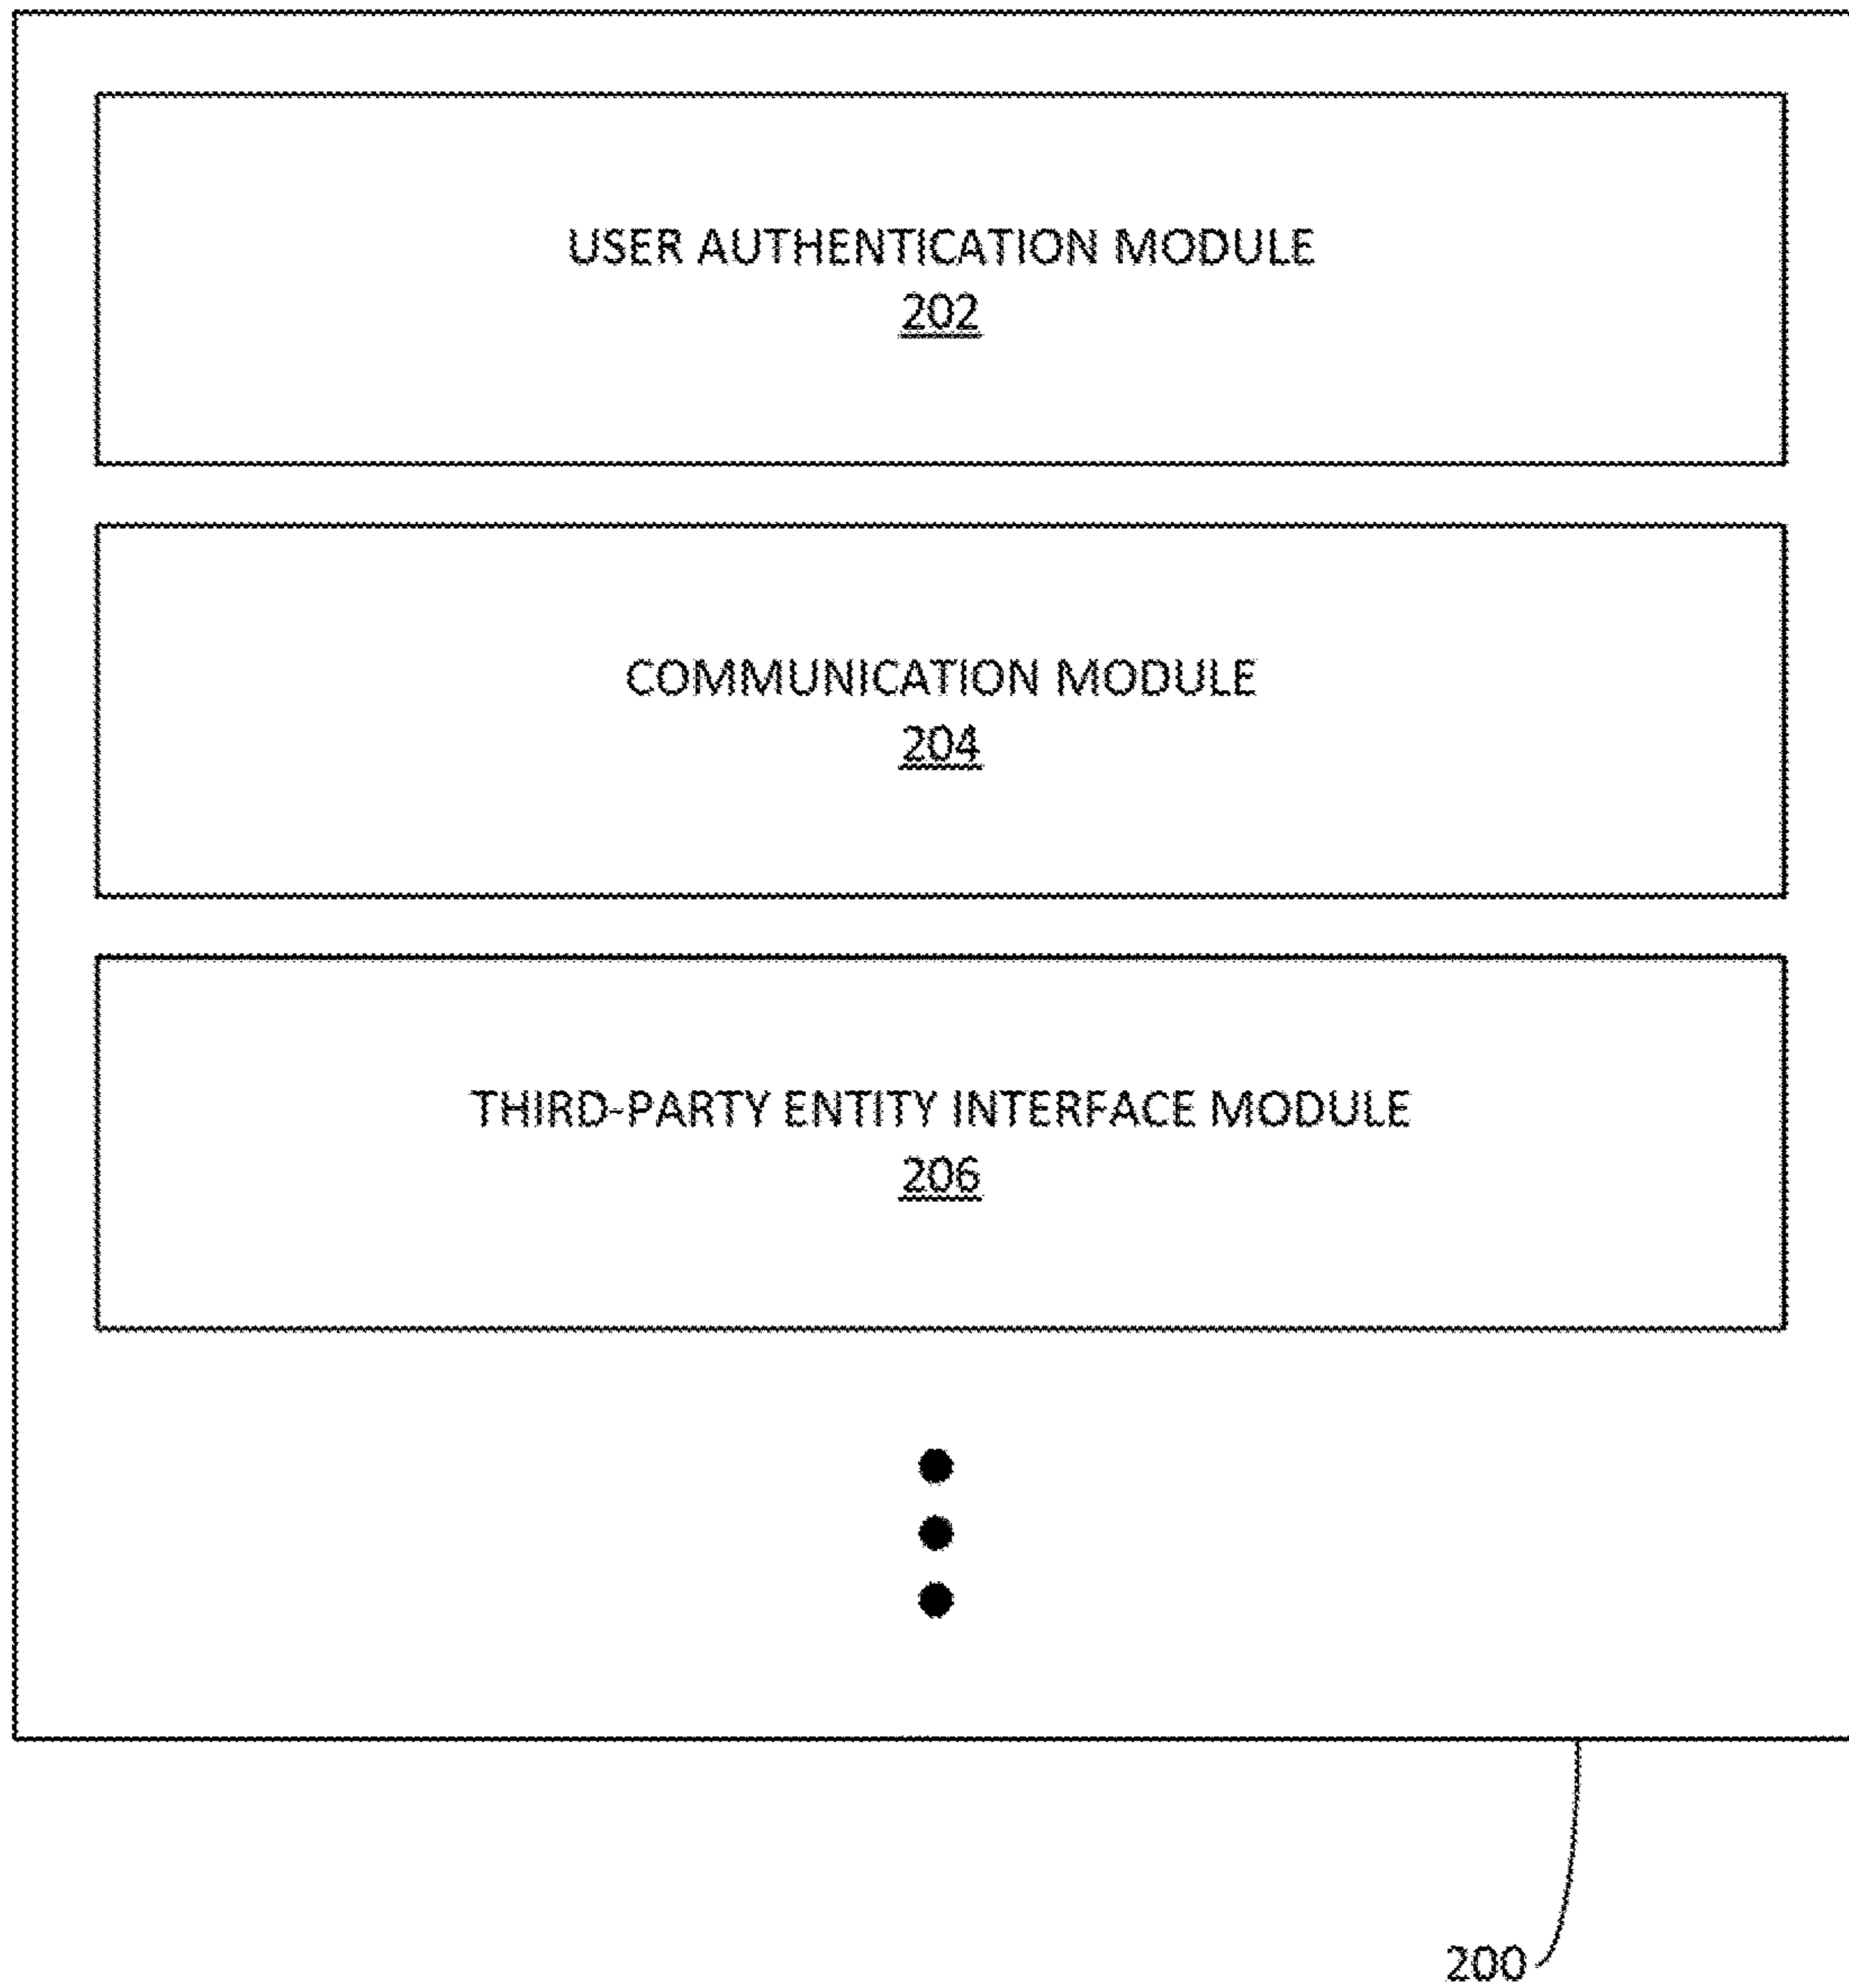 USER AUTHENTICATION MODULE
202
COMMUNICATION MODULE
204
THIRD-PARTY ENTITY INTERFACE MODULE
206
200